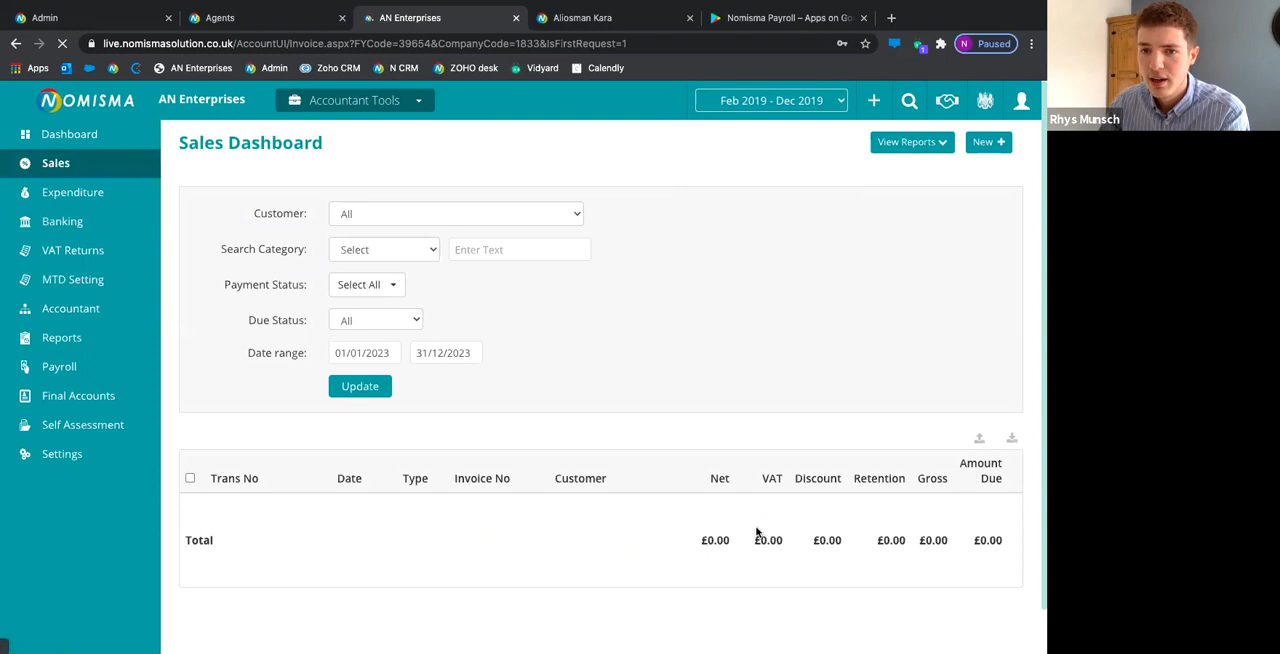 Admin
Agents
AN Enterprises
Aliosman Kara
Nomisma Payroll – Apps on Go
live.nomismasolution.co.uk/AccountUI/Invoice.aspx?FYCode=39654&CompanyCode=1833&IsFirstRequest=1
N Paused
Apps
AN Enterprises
Admin
Zoho CRM
N CRM
ZOHO desk
Vidyard
Calendly
NOMISMA
AN Enterprises
Accountant Tools
Feb 2019 - Dec 2019
Rhys Munsch
Dashboard
Sales
Expenditure
Banking
VAT Returns
MTD Setting
Accountant
Reports
Payroll
Final Accounts
Self Assessment
Settings
Sales Dashboard
View Reports
New +
Customer: All
Search Category: Select Enter Text
Payment Status: Select All
Due Status: All
Date range: 01/01/2023 31/12/2023
Update
Trans No Date Type Invoice No Customer Net VAT Discount Retention Gross Amount Due
Total £0.00 £0.00 £0.00 £0.00 £0.00 £0.00